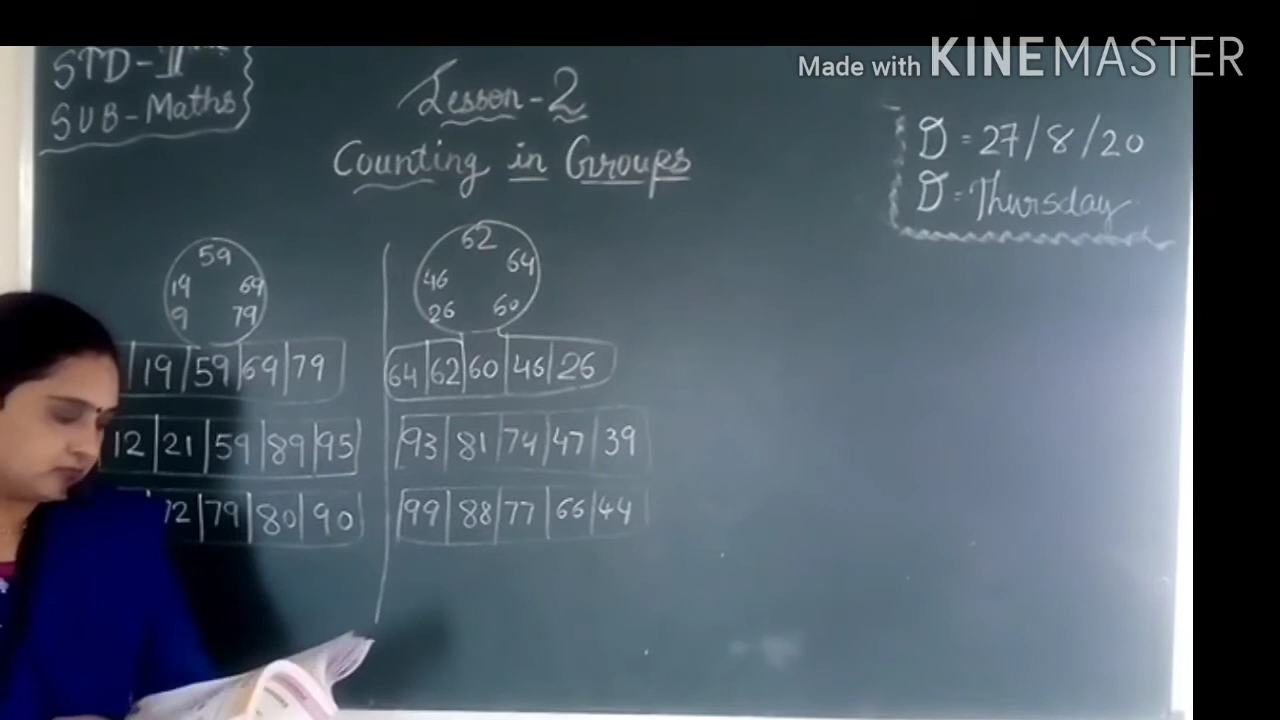 Made with KINEMASTER
STD-II
SUB-Maths
Lesson-2
Counting in Groups
D = 27/8/20
D = Thursday
59
19 69
9 79
19 59 69 79
12 21 59 89 95
72 79 80 90
62
64
46
26 60
64 62 60 46 26
93 81 74 47 39
99 88 77 66 44